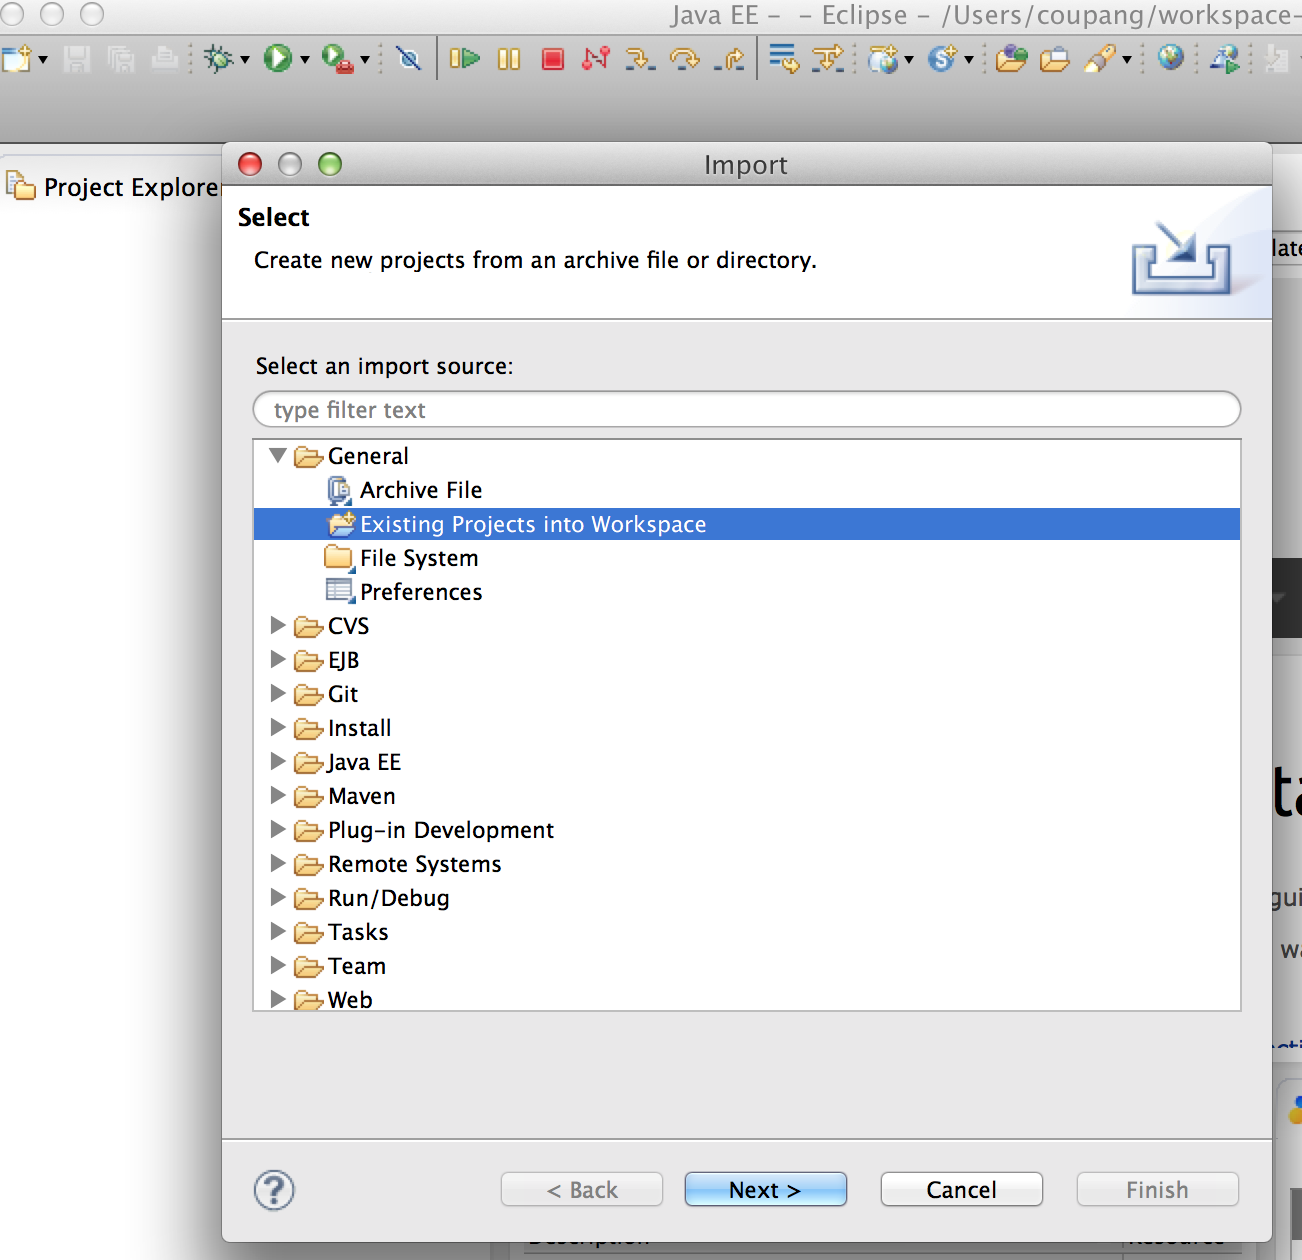 Java EE – – Eclipse – /Users/coupang/workspace-
Project Explore
Import
Select
Create new projects from an archive file or directory.
Select an import source:
type filter text
General
Archive File
Existing Projects into Workspace
File System
Preferences
CVS
EJB
Git
Install
Java EE
Maven
Plug-in Development
Remote Systems
Run/Debug
Tasks
Team
Web
< Back
Next >
Cancel
Finish